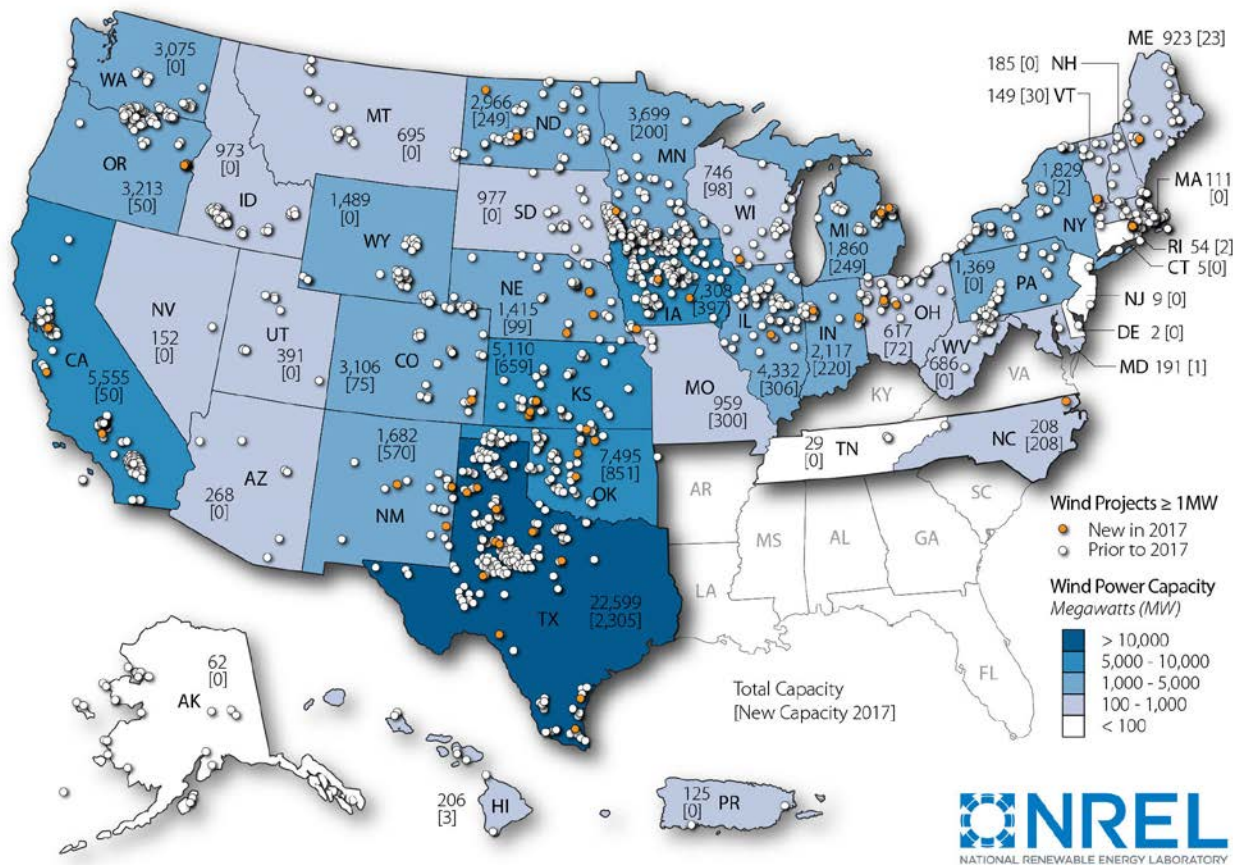 ME 923 [23]
185 [0] NH
149 [30] VT
3,075
[0]
WA
MT
695
[0]
2,966
[249]
ND
3,699
[200]
MN
OR
3,213
[50]
973
[0]
ID
1,489
[0]
WY
977
[0]
SD
746
[98]
WI
MI
1,860
[249]
1,829
[2]
NY
MA 111
[0]
RI 54 [2]
CT 5[0]
NJ 9 [0]
DE 2 [0]
MD 191 [1]
1,369
[0]
PA
NE
1,415
[99]
IA
[397]
IL
4,332
[306]
IN
2,117
[220]
OH
617
[72]
WV
686
[0]
VA
KY
NV
152
[0]
UT
391
[0]
CA
5,555
[50]
3,106
[75]
CO
5,110
[659]
KS
MO
959
[300]
29
[0]
TN
NC
208
[208]
AZ
268
[0]
1,682
[570]
NM
7,495
[851]
OK
AR
SC
MS
AL
GA
LA
FL
TX
22,599
[2,305]
AK
62
[0]
206
[3]
HI
125
[0]
PR
Total Capacity
[New Capacity 2017]
Wind Projects ≥ 1MW
New in 2017
Prior to 2017
Wind Power Capacity
Megawatts (MW)
> 10,000
5,000 - 10,000
1,000 - 5,000
100 - 1,000
< 100
NREL
NATIONAL RENEWABLE ENERGY LABORATORY